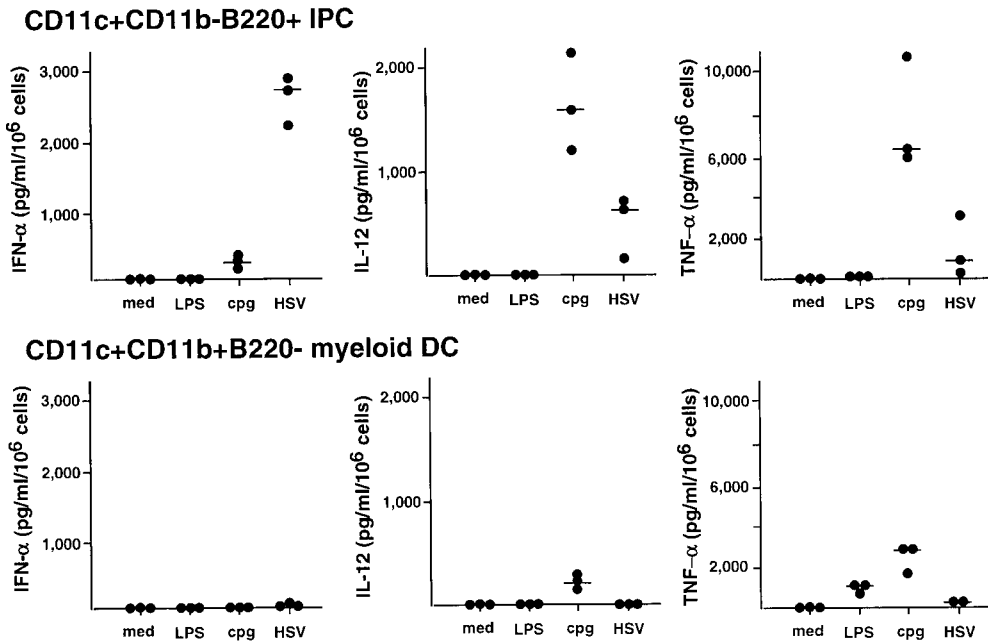 CD11c+CD11b-B220+ IPC
IFN-α (pg/ml/10⁶ cells)
3,000
2,000
1,000
med LPS cpg HSV
IL-12 (pg/ml/10⁶ cells)
2,000
1,000
med LPS cpg HSV
TNF-α (pg/ml/10⁶ cells)
10,000
6,000
2,000
med LPS cpg HSV
CD11c+CD11b+B220- myeloid DC
IFN-α (pg/ml/10⁶ cells)
3,000
2,000
1,000
med LPS cpg HSV
IL-12 (pg/ml/10⁶ cells)
2,000
1,000
med LPS cpg HSV
TNF-α (pg/ml/10⁶ cells)
10,000
6,000
2,000
med LPS cpg HSV